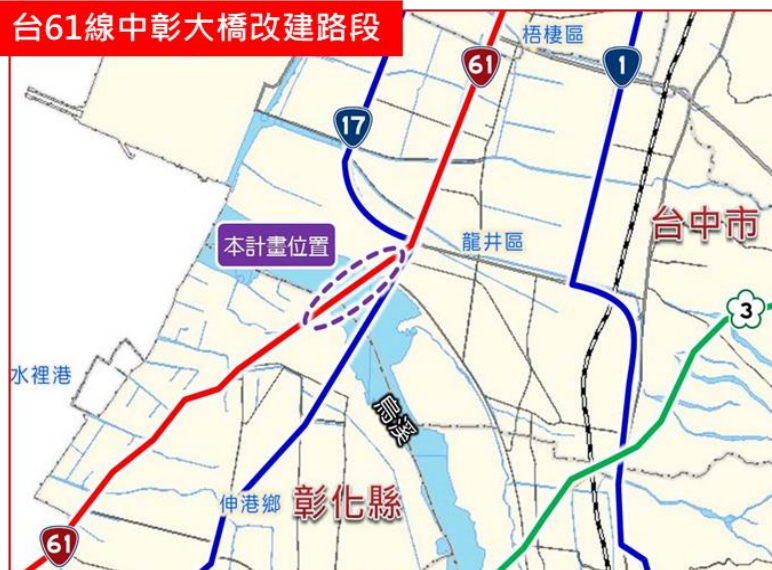 台61線中彰大橋改建路段
梧棲區
61
1
17
台中市
龍井區
本計畫位置
3
水裡港
烏溪
伸港鄉
彰化縣
61